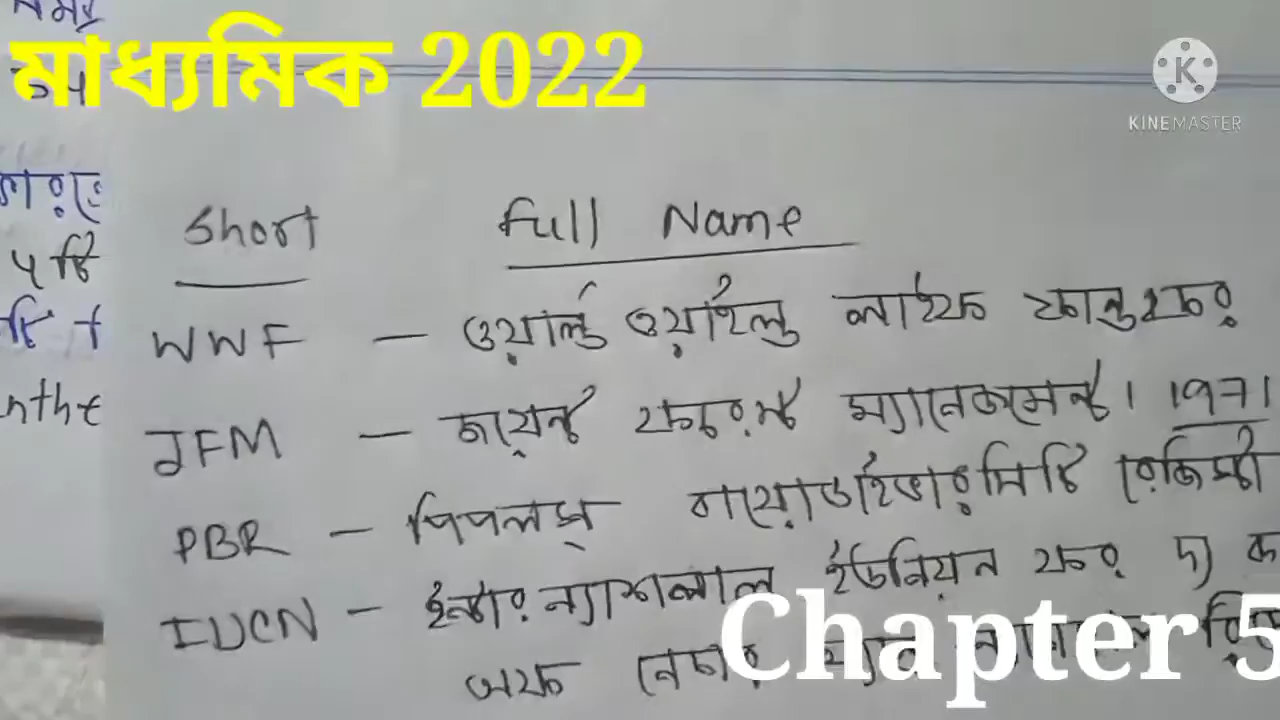 মাধ্যমিক 2022
KINEMASTER
Short Full Name
WWF — ওয়ার্ল্ড ওয়াইল্ড লাইফ ফান্ড ফর
JFM — জয়েন্ট ফরেস্ট ম্যানেজমেন্ট। 1971
PBR — পিপলস্ বায়োডাইভারসিটি রেজিস্ট্রী
IUCN — ইন্টারন্যাশনাল ইউনিয়ন ফর দ্য
অফ নেচার
Chapter 5